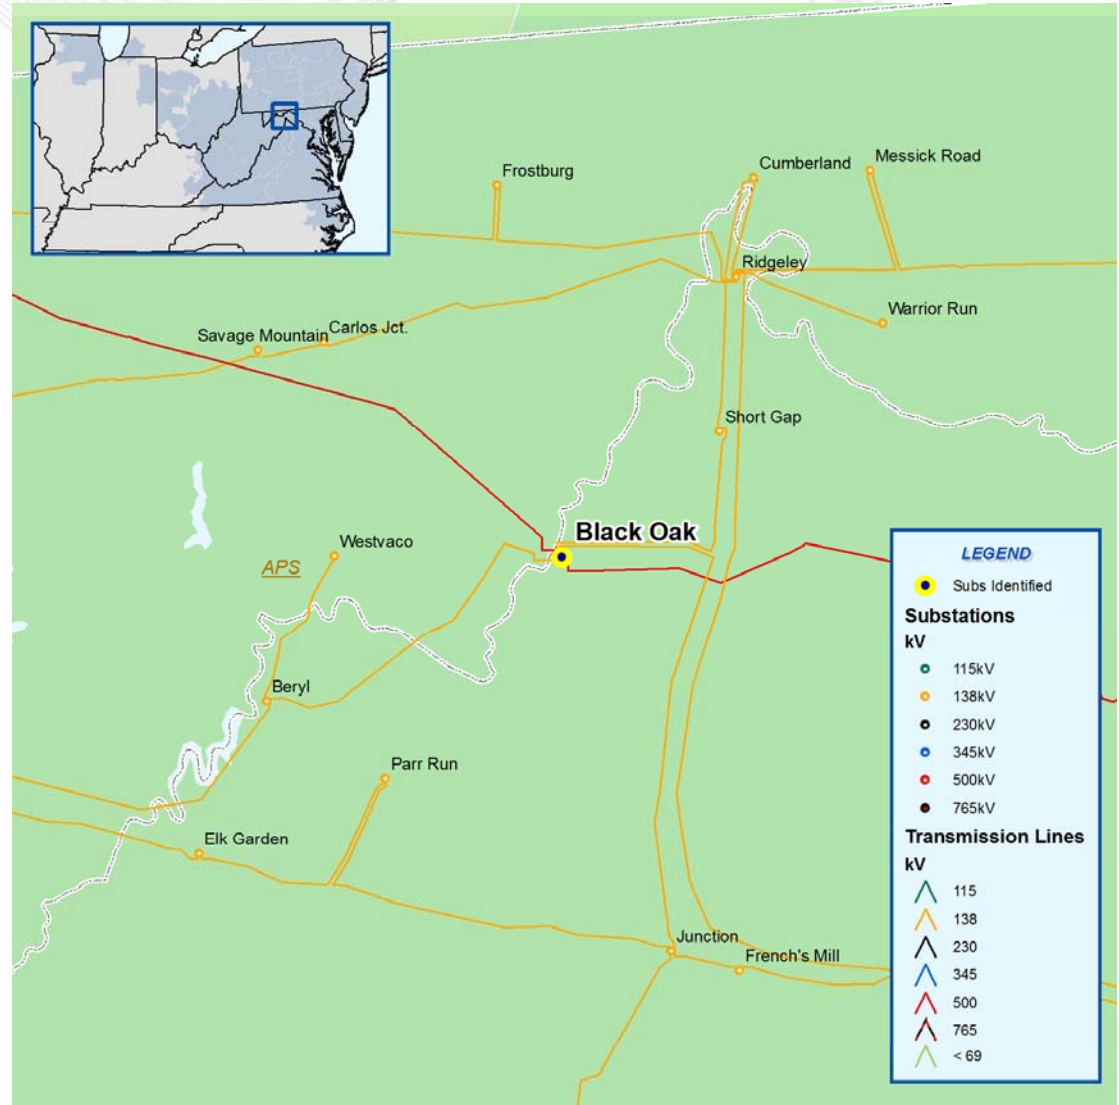 Frostburg
Cumberland
Messick Road
Ridgeley
Warrior Run
Savage Mountain
Carlos Jct.
Short Gap
Black Oak
Westvaco
APS
Beryl
Parr Run
Elk Garden
Junction
French's Mill
LEGEND
Subs Identified
Substations
kV
115kV
138kV
230kV
345kV
500kV
765kV
Transmission Lines
kV
115
138
230
345
500
765
< 69